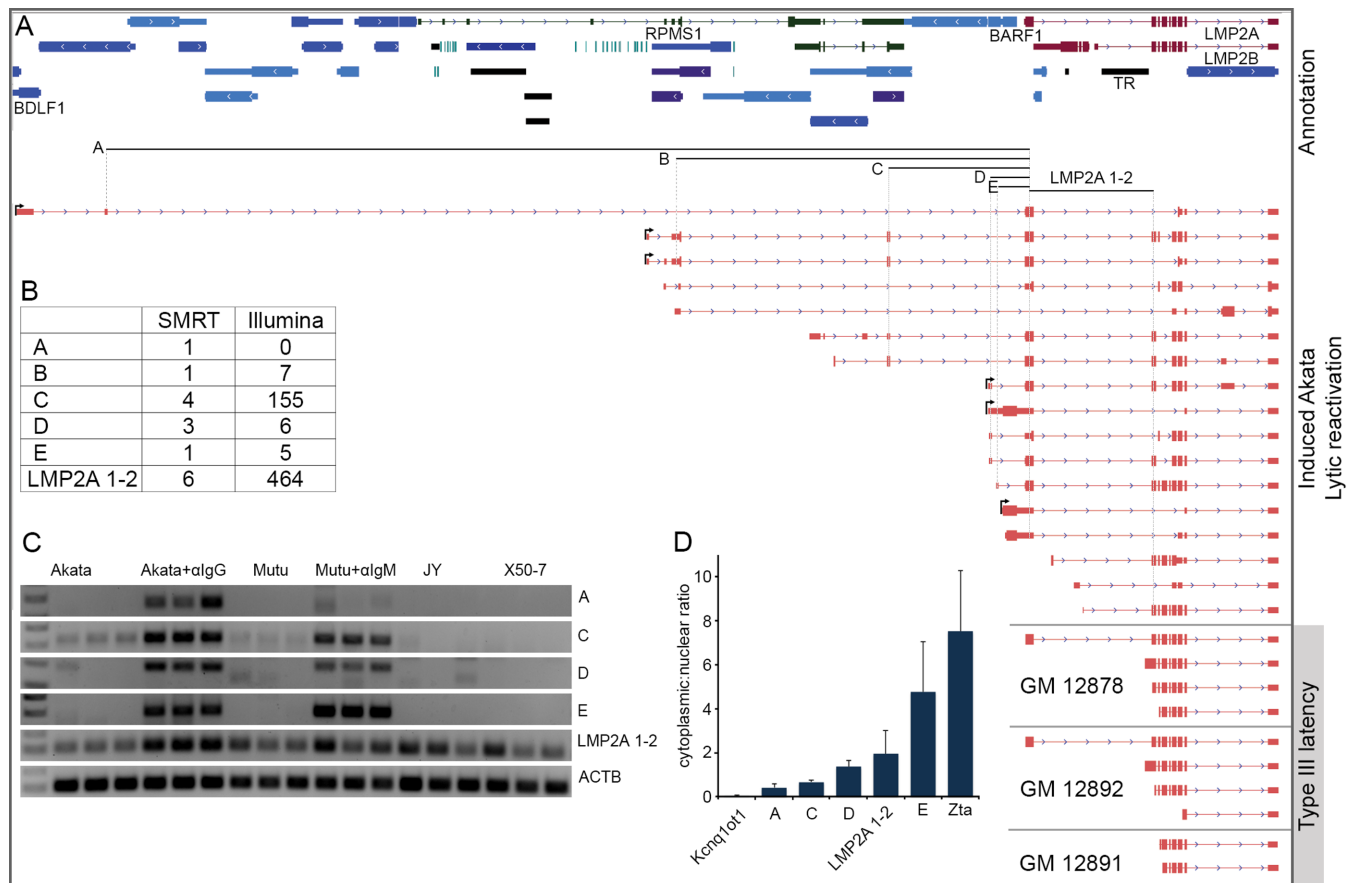 A
RPMS1
BARF1
LMP2A
LMP2B
TR
BDLF1
Annotation
A
B
C
D
E
LMP2A 1-2
Induced Akata
Lytic reactivation
B
SMRT Illumina
A 1 0
B 1 7
C 4 155
D 3 6
E 1 5
LMP2A 1-2 6 464
C
Akata Akata+αIgG Mutu Mutu+αIgM JY X50-7
A
C
D
E
LMP2A 1-2
ACTB
D
cytoplasmic:nuclear ratio
10
8
6
4
2
0
Kcnq1ot1 A C D LMP2A 1-2 E Zta
GM 12878
GM 12892
GM 12891
Type III latency